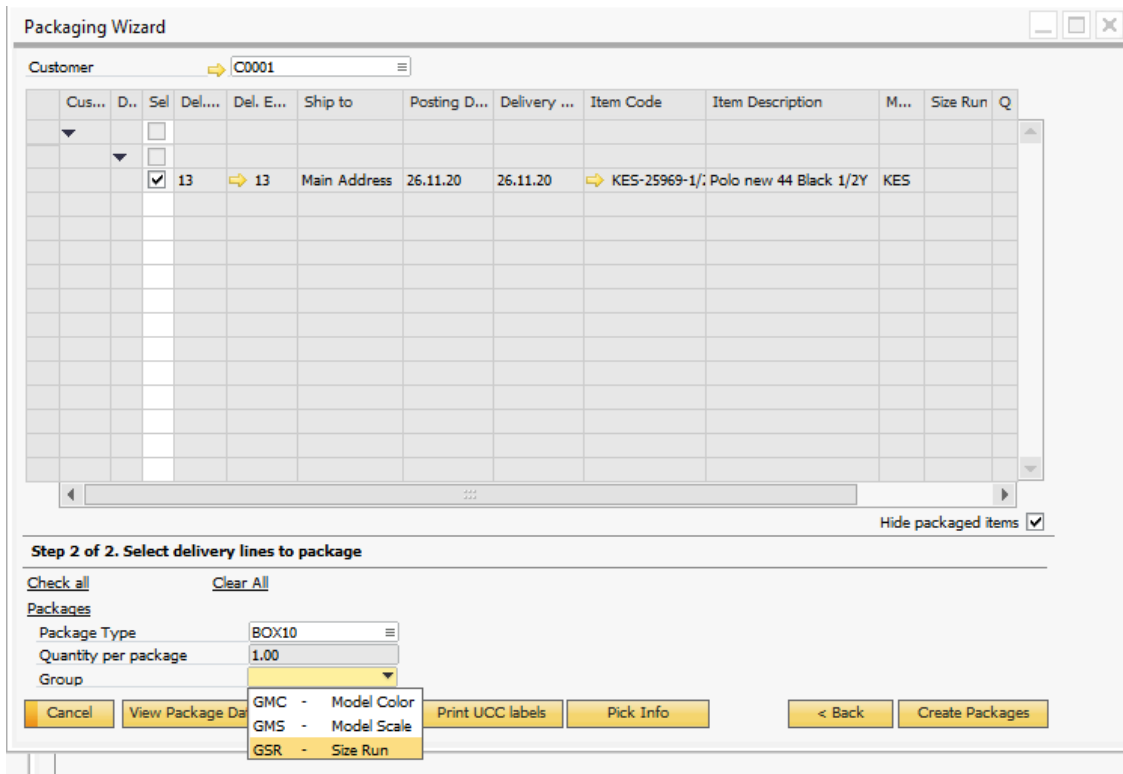 Packaging Wizard
Customer C0001
Cus... D.. Sel Del.... Del. E... Ship to Posting D... Delivery ... Item Code Item Description M... Size Run Q
13 13 Main Address 26.11.20 26.11.20 KES-25969-1/2 Polo new 44 Black 1/2Y KES
Hide packaged items
Step 2 of 2. Select delivery lines to package
Check all Clear All
Packages
Package Type BOX10
Quantity per package 1.00
Group
GMC - Model Color
Cancel View Package Dat Print UCC labels Pick Info < Back Create Packages
GMS - Model Scale
GSR - Size Run